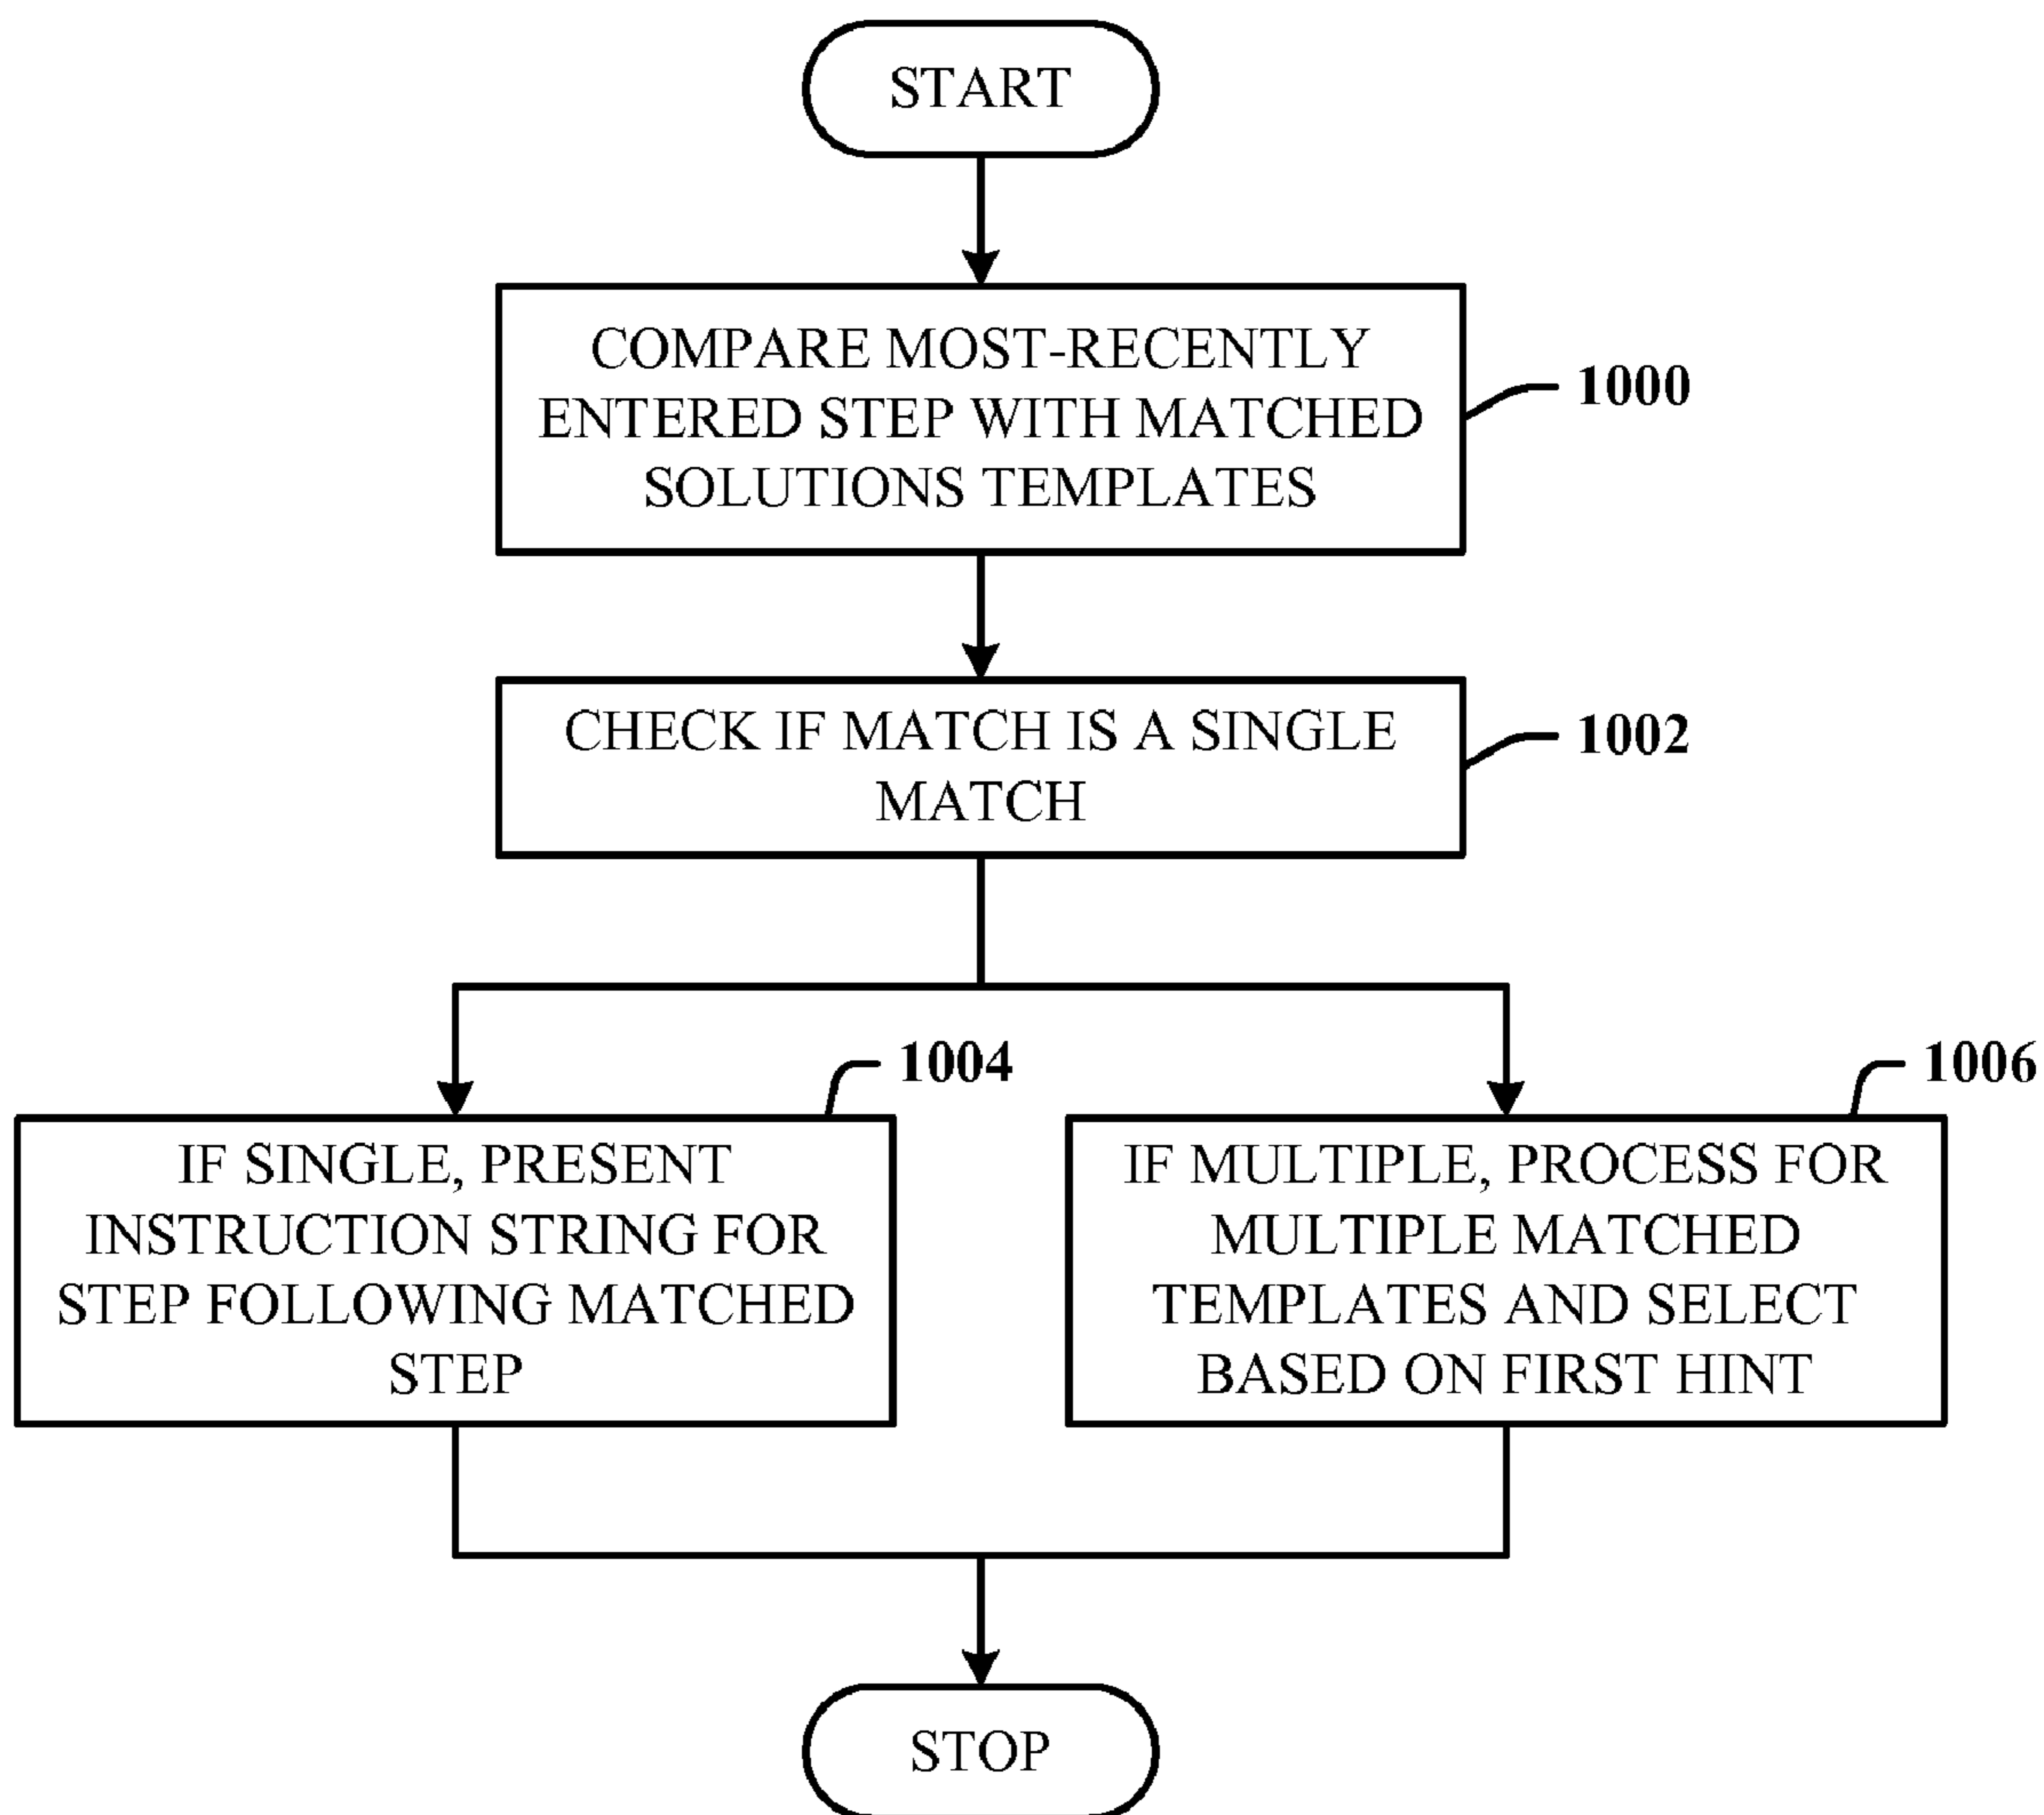 START
COMPARE MOST-RECENTLY
ENTERED STEP WITH MATCHED
SOLUTIONS TEMPLATES
1000
CHECK IF MATCH IS A SINGLE
MATCH
1002
1004
IF SINGLE, PRESENT
INSTRUCTION STRING FOR
STEP FOLLOWING MATCHED
STEP
1006
IF MULTIPLE, PROCESS FOR
MULTIPLE MATCHED
TEMPLATES AND SELECT
BASED ON FIRST HINT
STOP